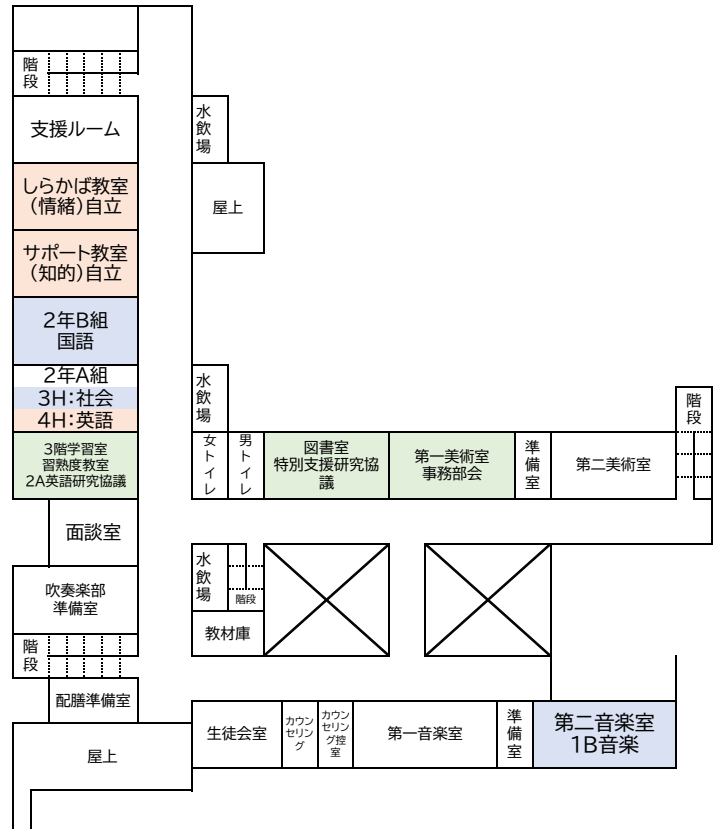 階段
支援ルーム
水飲場
しらかば教室
(情緒)自立
屋上
サポート教室
(知的)自立
2年B組
国語
2年A組
3H:社会
4H:英語
水飲場
階段
3階学習室
習熟度教室
2A英語研究協議
女トイレ
男トイレ
図書室
特別支援研究協
議
第一美術室
事務部会
準備室
第二美術室
面談室
水飲場
階段
吹奏楽部
準備室
教材庫
階段
配膳準備室
生徒会室
カウン
セリン
グ
カウン
セリン
グ控
室
第一音楽室
準備室
第二音楽室
1B音楽
屋上